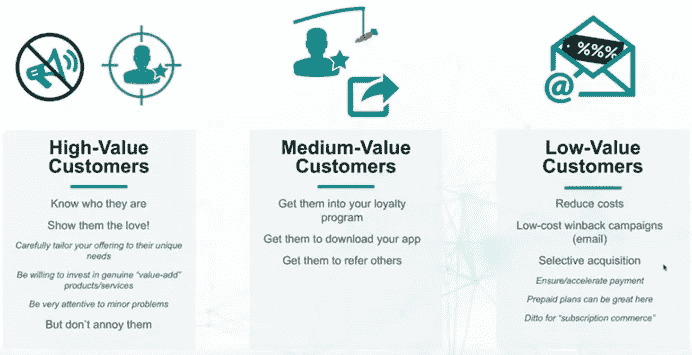 %%%
@
High-Value
Customers
Know who they are
Show them the love!
Carefully tailor your offering to their unique
needs
Be willing to invest in genuine “value-add”
products/services
Be very attentive to minor problems
But don’t annoy them
Medium-Value
Customers
Get them into your loyalty
program
Get them to download your app
Get them to refer others
Low-Value
Customers
Reduce costs
Low-cost winback campaigns
(email)
Selective acquisition
Ensure/accelerate payment
Prepaid plans can be great here
Ditto for “subscription commerce”